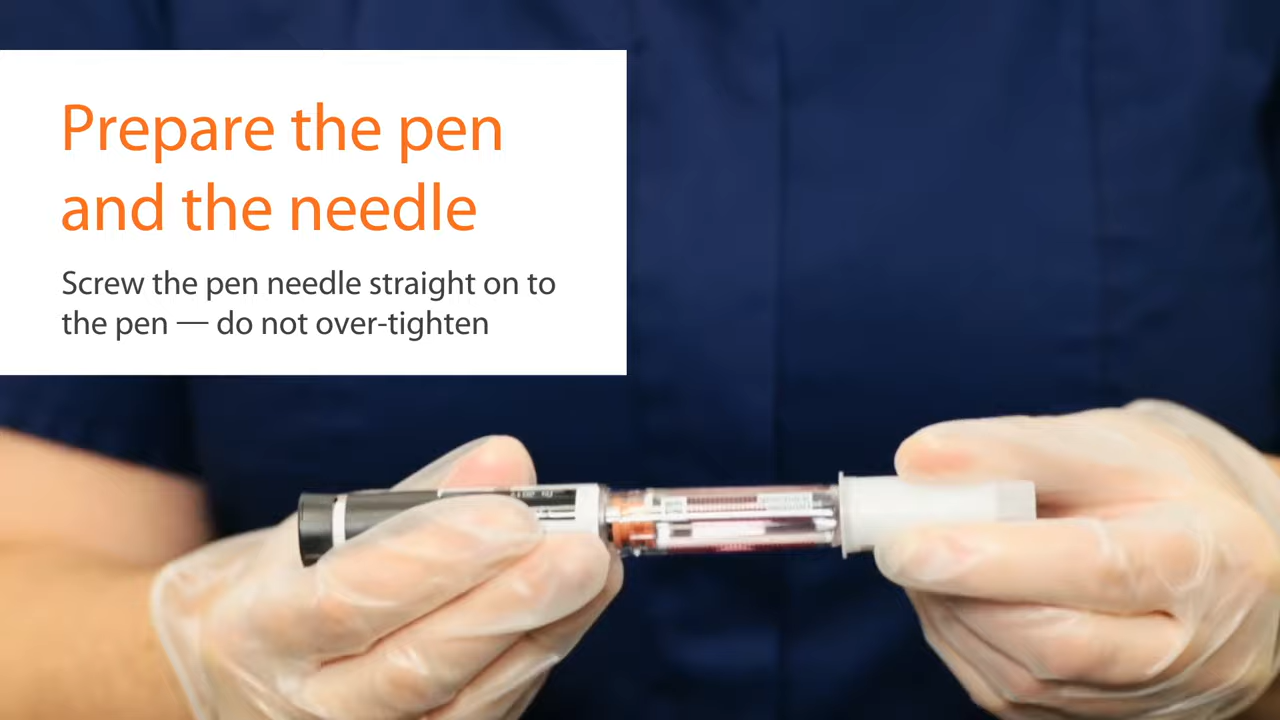 Prepare the pen
and the needle
Screw the pen needle straight on to
the pen — do not over-tighten